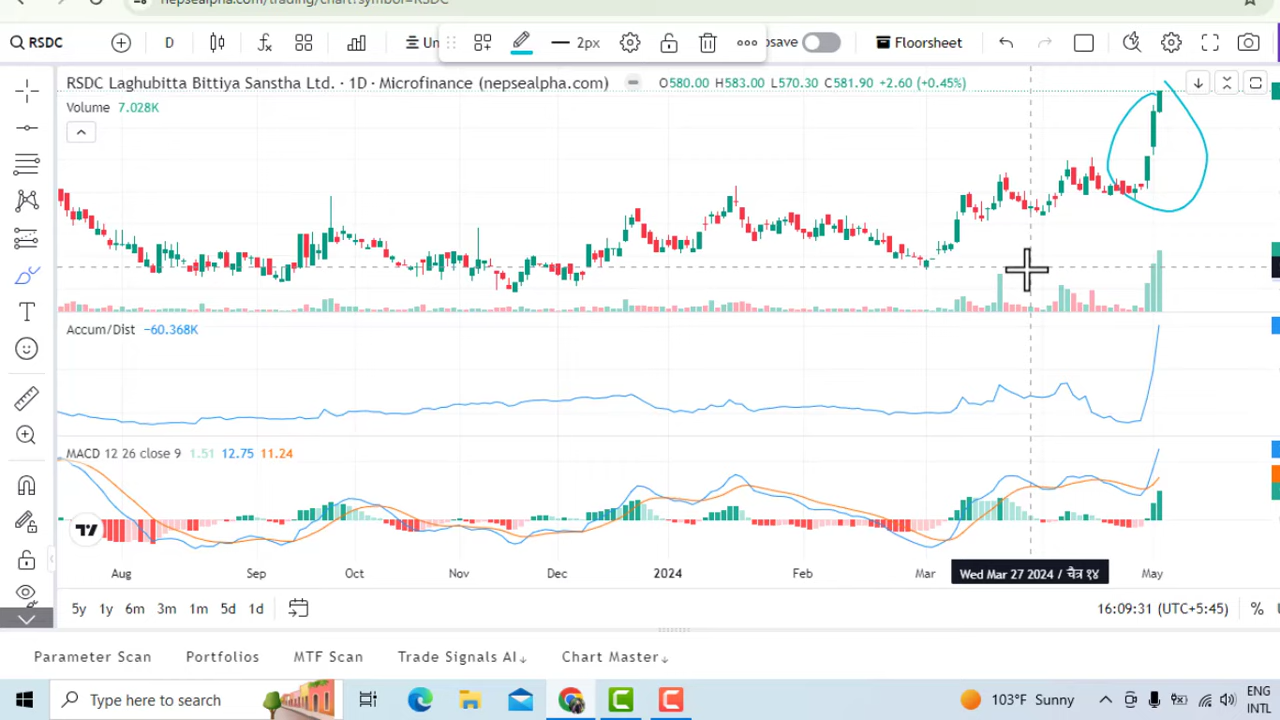 nepsealpha.com/trading/chart?symbol=RSDC
RSDC D Un 2px osave Floorsheet
RSDC Laghubitta Bittiya Sanstha Ltd. · 1D · Microfinance (nepsealpha.com) O580.00 H583.00 L570.30 C581.90 +2.60 (+0.45%)
Volume 7.028K
Accum/Dist −60.368K
MACD 12 26 close 9 1.51 12.75 11.24
Aug Sep Oct Nov Dec 2024 Feb Mar Wed Mar 27 2024 / चैत्र १४ May
5y 1y 6m 3m 1m 5d 1d 16:09:31 (UTC+5:45) %
Parameter Scan Portfolios MTF Scan Trade Signals AI↓ Chart Master↓
Type here to search 103°F Sunny ENG
INTL